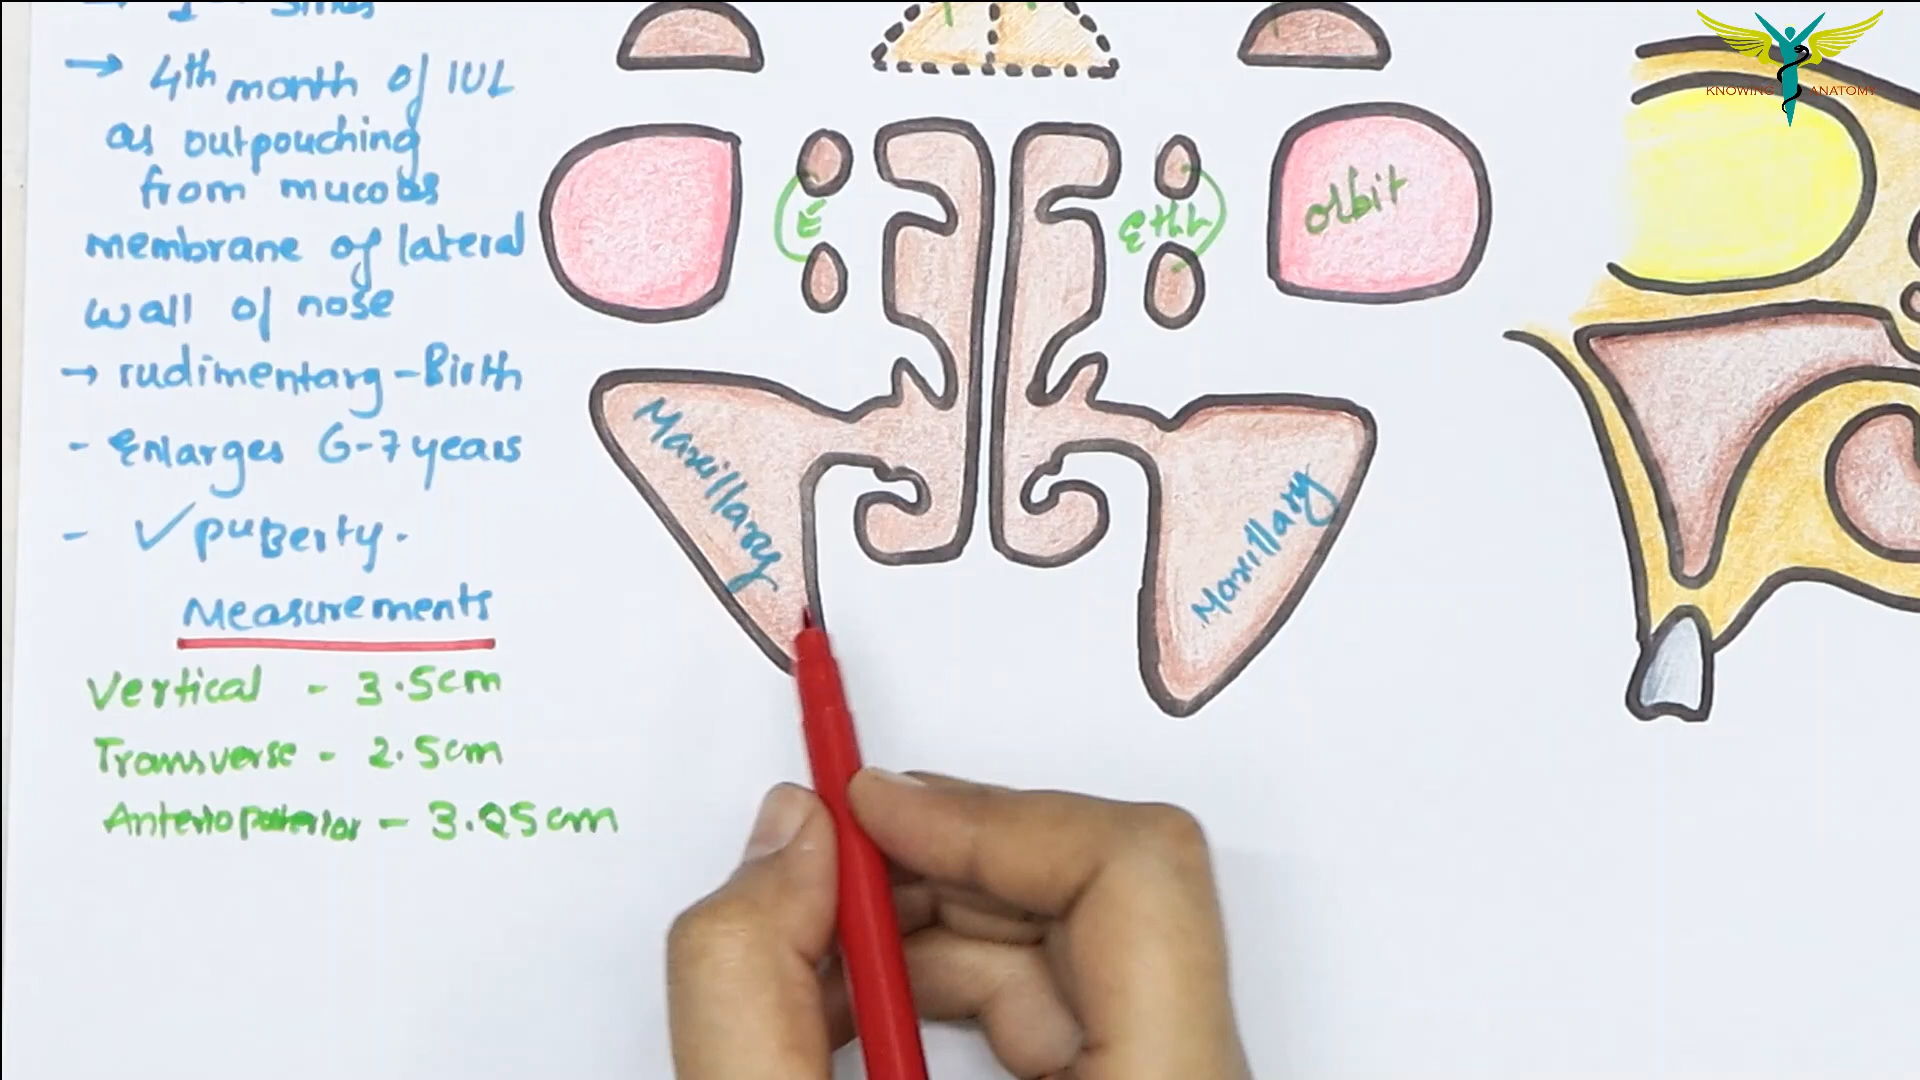 → 4th month of IUL
as outpouching
from mucous
membrane of lateral
wall of nose
→ rudimentary - Birth
- Enlarges 6-7 years
- ✓ puberty.
Measurements
Vertical - 3.5cm
Transverse - 2.5cm
Anterioposterior - 3.25cm
E
Eth
orbit
Maxillary
Maxillary
KNOWING ANATOMY